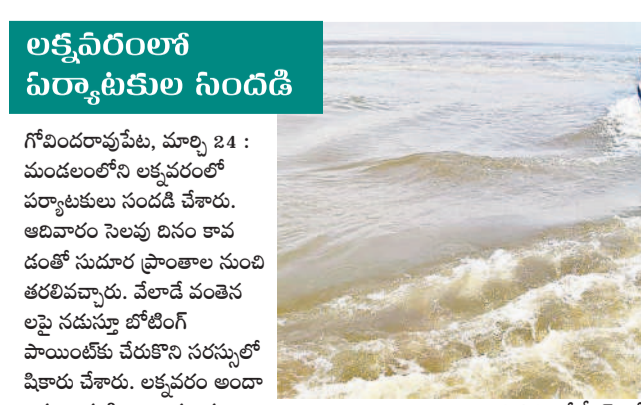 లక్నవరంలో
పర్యాటకుల సందడి
గోవిందరావుపేట, మార్చి 24 :
మండలంలోని లక్నవరంలో
పర్యాటకులు సందడి చేశారు.
ఆదివారం సెలవు దినం కావ
డంతో సుదూర ప్రాంతాల నుంచి
తరలివచ్చారు. వేలాడే వంతెన
లపై నడుస్తూ బోటింగ్
పాయింట్‌కు చేరుకొని సరస్సులో
షికారు చేశారు. లక్నవరం అందా